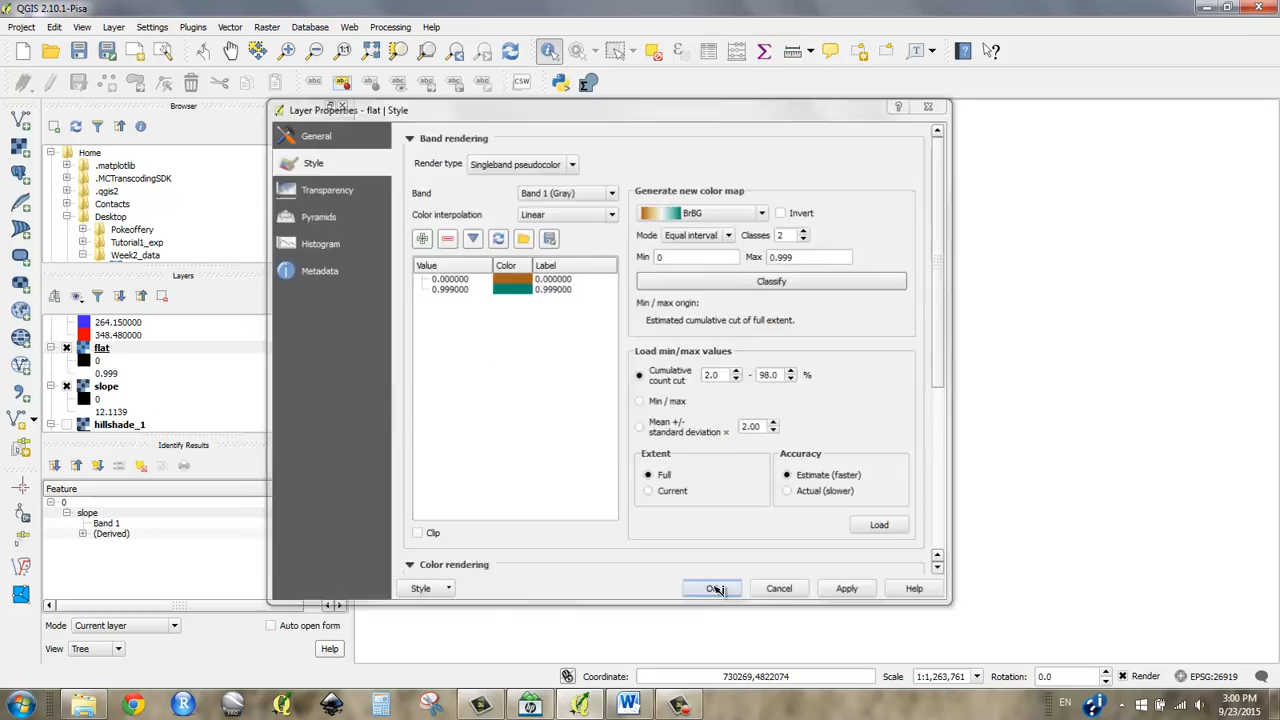 QGIS 2.10.1-Pisa
Project Edit View Layer Settings Plugins Vector Raster Database Web Processing Help
Browser
Home
.matplotlib
.MCTranscodingSDK
.qgis2
Contacts
Desktop
Pokeoffery
Tutorial1_exp
Week2_data
Layers
264.150000
348.480000
flat
0
0.999
slope
0
12.1139
hillshade_1
Identify Results
Feature
0
slope
Band 1
(Derived)
Mode Current layer Auto open form
View Tree Help
Layer Properties - flat | Style
General
Style
Transparency
Pyramids
Histogram
Metadata
Band rendering
Render type Singleband pseudocolor
Band Band 1 (Gray)
Color interpolation Linear
Value Color Label
0.000000 0.000000
0.999000 0.999000
Clip
Generate new color map
BrBG Invert
Mode Equal interval Classes 2
Min 0 Max 0.999
Classify
Min / max origin:
Estimated cumulative cut of full extent.
Load min/max values
Cumulative count cut 2.0 - 98.0 %
Min / max
Mean +/- standard deviation × 2.00
Extent
Full
Current
Accuracy
Estimate (faster)
Actual (slower)
Load
Color rendering
Style OK Cancel Apply Help
Coordinate: 730269,4822074 Scale 1:1,263,761 Rotation: 0.0 Render EPSG:26919
EN 3:00 PM
9/23/2015